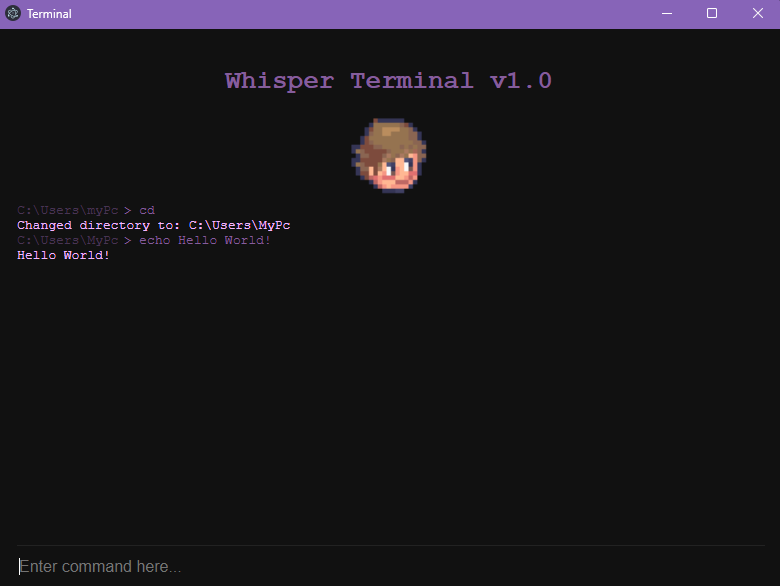 Terminal
Whisper Terminal v1.0
C:\Users\myPc > cd
Changed directory to: C:\Users\MyPc
C:\Users\MyPc > echo Hello World!
Hello World!
Enter command here...